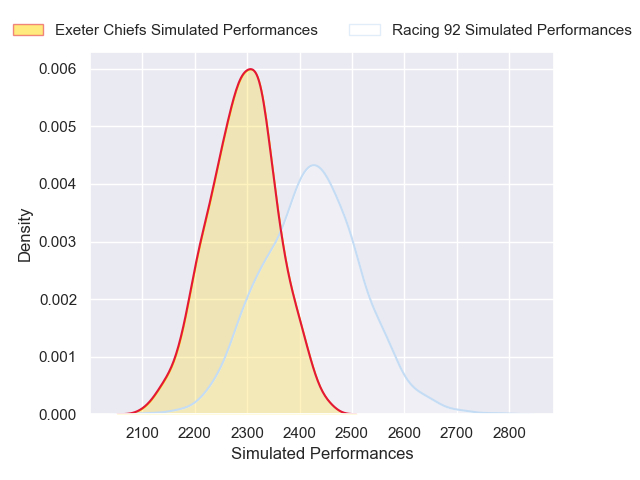 Exeter Chiefs Simulated Performances
Racing 92 Simulated Performances
0.006
0.005
0.004
0.003
0.002
0.001
0.000
Density
2100 2200 2300 2400 2500 2600 2700 2800
Simulated Performances